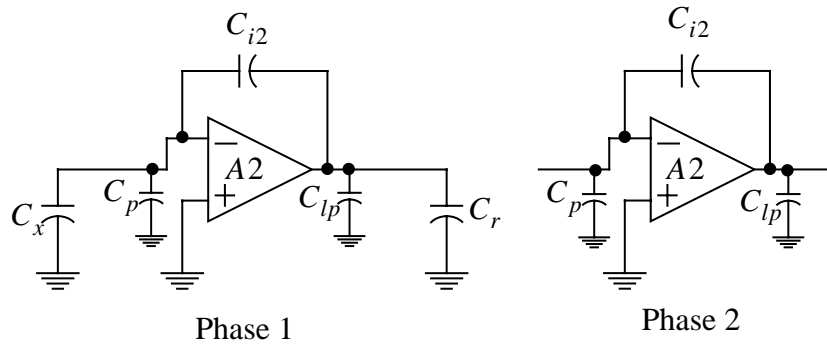 C_{i2}
C_{i2}
− A2 +
− A2 +
C_x
C_p
C_{lp}
C_r
C_p
C_{lp}
Phase 1
Phase 2